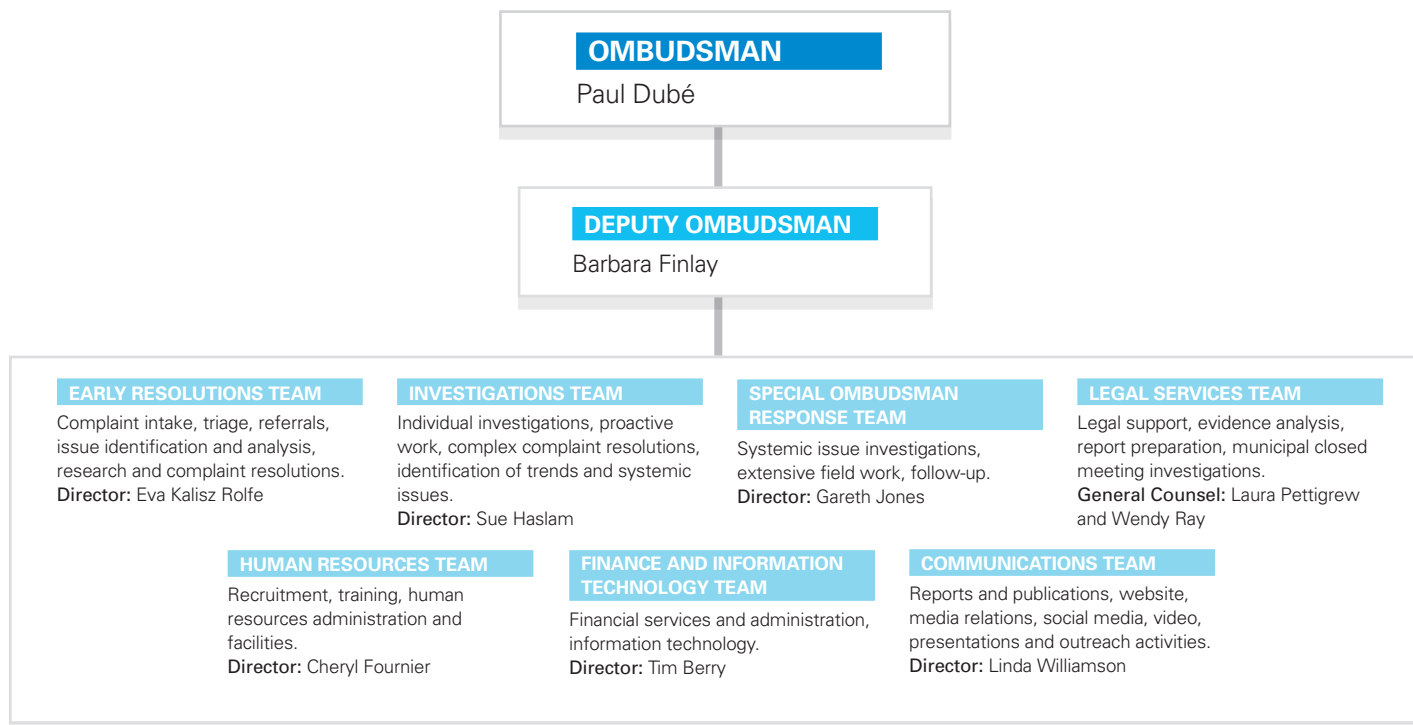 OMBUDSMAN
Paul Dubé
DEPUTY OMBUDSMAN
Barbara Finlay
EARLY RESOLUTIONS TEAM
Complaint intake, triage, referrals,
issue identification and analysis,
research and complaint resolutions.
Director: Eva Kalisz Rolfe
INVESTIGATIONS TEAM
Individual investigations, proactive
work, complex complaint resolutions,
identification of trends and systemic
issues.
Director: Sue Haslam
SPECIAL OMBUDSMAN
RESPONSE TEAM
Systemic issue investigations,
extensive field work, follow-up.
Director: Gareth Jones
LEGAL SERVICES TEAM
Legal support, evidence analysis,
report preparation, municipal closed
meeting investigations.
General Counsel: Laura Pettigrew
and Wendy Ray
HUMAN RESOURCES TEAM
Recruitment, training, human
resources administration and
facilities.
Director: Cheryl Fournier
FINANCE AND INFORMATION
TECHNOLOGY TEAM
Financial services and administration,
information technology.
Director: Tim Berry
COMMUNICATIONS TEAM
Reports and publications, website,
media relations, social media, video,
presentations and outreach activities.
Director: Linda Williamson